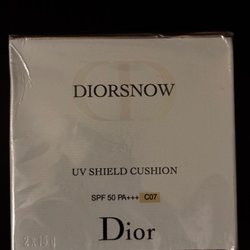 DIORSNOW
UV SHIELD CUSHION
SPF 50 PA+++ C07
Dior